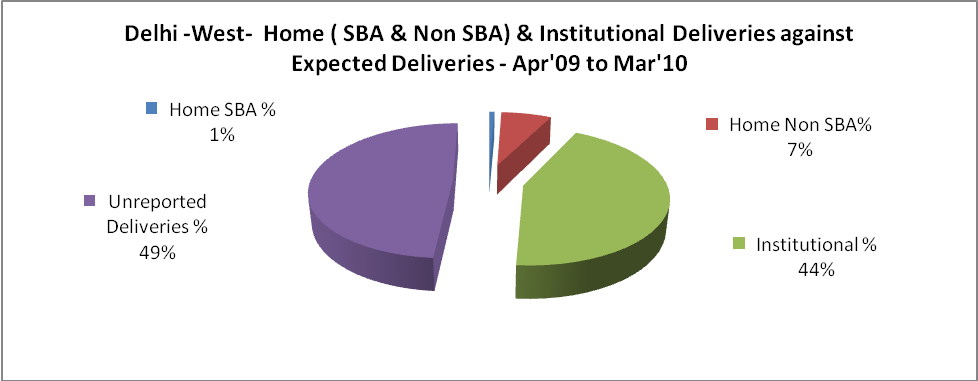 Delhi -West- Home ( SBA & Non SBA) & Institutional Deliveries against
Expected Deliveries - Apr'09 to Mar'10
Home SBA %
1%
Home Non SBA%
7%
Unreported
Deliveries %
49%
Institutional %
44%